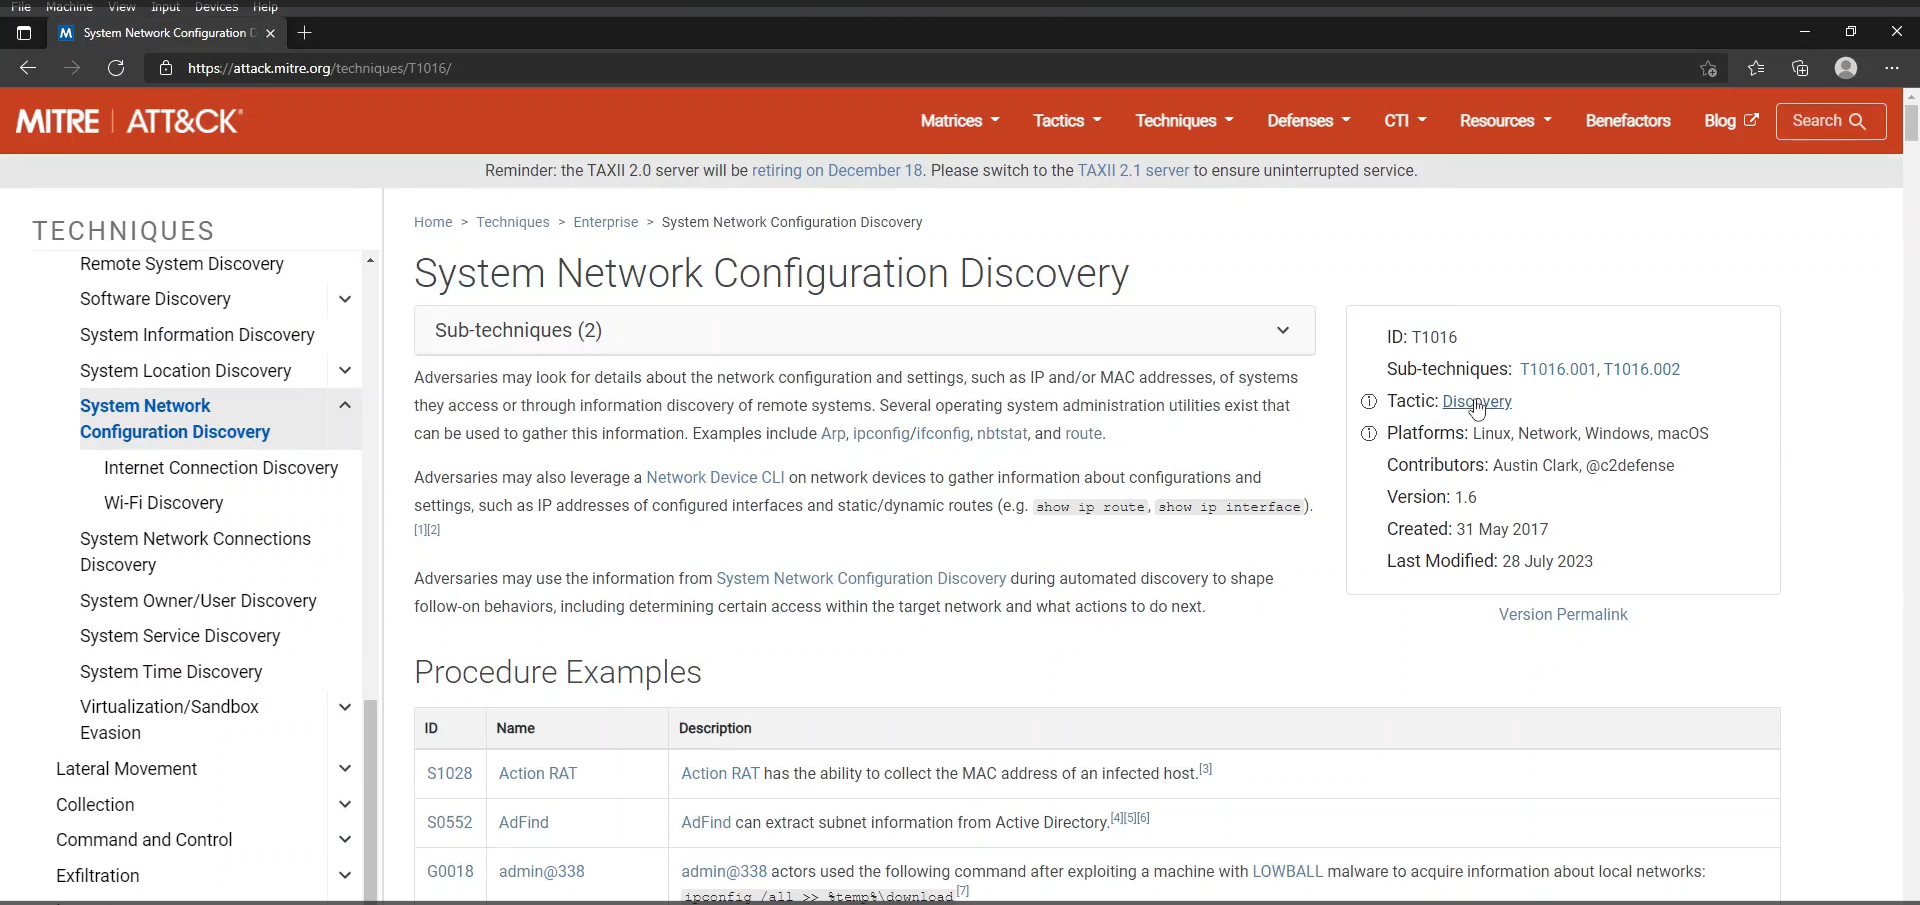 File Machine View Input Devices Help
System Network Configuration
https://attack.mitre.org/techniques/T1016/
MITRE | ATT&CK®
Matrices Tactics Techniques Defenses CTI Resources Benefactors Blog Search
Reminder: the TAXII 2.0 server will be retiring on December 18. Please switch to the TAXII 2.1 server to ensure uninterrupted service.
TECHNIQUES
Remote System Discovery
Software Discovery
System Information Discovery
System Location Discovery
System Network
Configuration Discovery
Internet Connection Discovery
Wi-Fi Discovery
System Network Connections
Discovery
System Owner/User Discovery
System Service Discovery
System Time Discovery
Virtualization/Sandbox
Evasion
Lateral Movement
Collection
Command and Control
Exfiltration
Home > Techniques > Enterprise > System Network Configuration Discovery
System Network Configuration Discovery
Sub-techniques (2)
Adversaries may look for details about the network configuration and settings, such as IP and/or MAC addresses, of systems
they access or through information discovery of remote systems. Several operating system administration utilities exist that
can be used to gather this information. Examples include Arp, ipconfig/ifconfig, nbtstat, and route.
Adversaries may also leverage a Network Device CLI on network devices to gather information about configurations and
settings, such as IP addresses of configured interfaces and static/dynamic routes (e.g. show ip route, show ip interface).
[1][2]
Adversaries may use the information from System Network Configuration Discovery during automated discovery to shape
follow-on behaviors, including determining certain access within the target network and what actions to do next.
ID: T1016
Sub-techniques: T1016.001, T1016.002
Tactic: Discovery
Platforms: Linux, Network, Windows, macOS
Contributors: Austin Clark, @c2defense
Version: 1.6
Created: 31 May 2017
Last Modified: 28 July 2023
Version Permalink
Procedure Examples
ID Name Description
S1028 Action RAT Action RAT has the ability to collect the MAC address of an infected host.[3]
S0552 AdFind AdFind can extract subnet information from Active Directory.[4][5][6]
G0018 admin@338 admin@338 actors used the following command after exploiting a machine with LOWBALL malware to acquire information about local networks:
ipconfig /all >> %temp%\download[7]